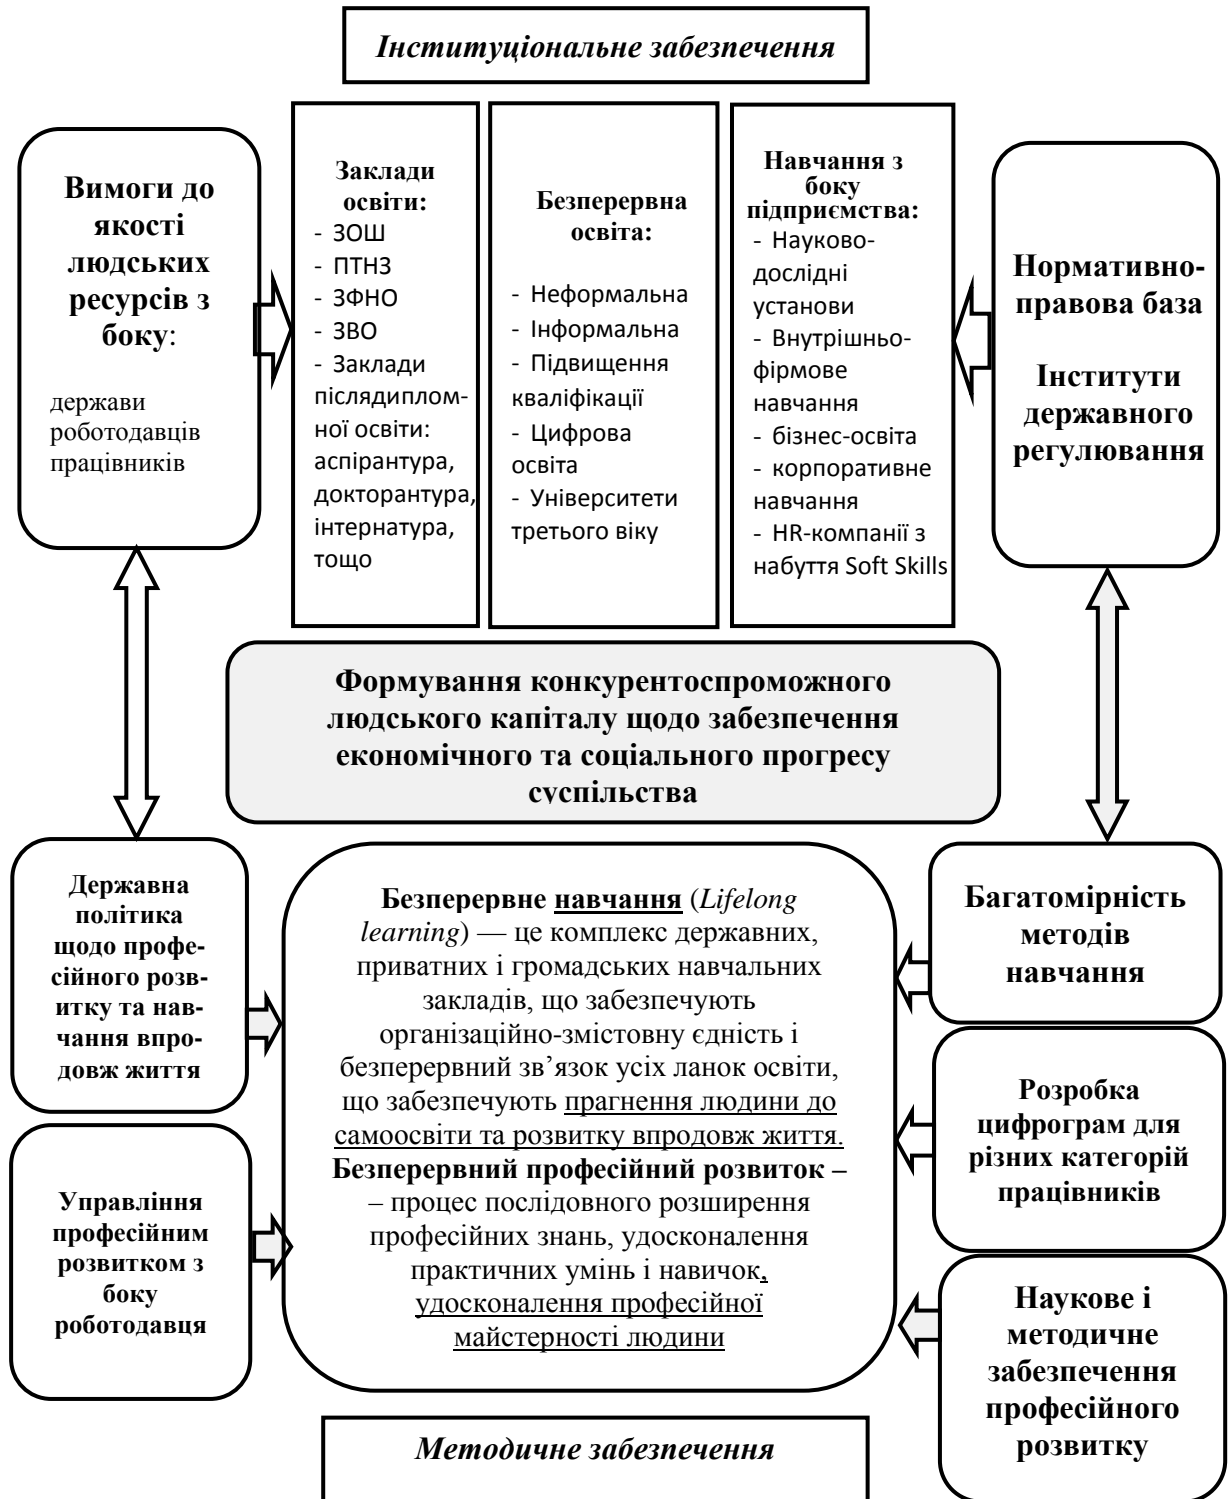 Інституціональне забезпечення
Вимоги до
якості
людських
ресурсів з
боку:
держави
роботодавців
працівників
Заклади
освіти:
- ЗОШ
- ПТНЗ
- ЗФНО
- ЗВО
- Заклади
післядиплом-
ної освіти:
аспірантура,
докторантура,
інтернатура,
тощо
Безперервна
освіта:
- Неформальна
- Інформальна
- Підвищення
кваліфікації
- Цифрова
освіта
- Університети
третього віку
Навчання з
боку
підприємства:
- Науково-
дослідні
установи
- Внутрішньо-
фірмове
навчання
- бізнес-освіта
- корпоративне
навчання
- HR-компанії з
набуття Soft Skills
Нормативно-
правова база
Інститути
державного
регулювання
Формування конкурентоспроможного
людського капіталу щодо забезпечення
економічного та соціального прогресу
суспільства
Державна
політика
щодо профе-
сійного розв-
итку та нав-
чання впро-
довж життя
Управління
професійним
розвитком з
боку
роботодавця
Безперервне навчання (Lifelong
learning) — це комплекс державних,
приватних і громадських навчальних
закладів, що забезпечують
організаційно-змістовну єдність і
безперервний зв’язок усіх ланок освіти,
що забезпечують прагнення людини до
самоосвіти та розвитку впродовж життя.
Безперервний професійний розвиток –
– процес послідовного розширення
професійних знань, удосконалення
практичних умінь і навичок,
удосконалення професійної
майстерності людини
Багатомірність
методів
навчання
Розробка
цифрограм для
різних категорій
працівників
Наукове і
методичне
забезпечення
професійного
розвитку
Методичне забезпечення